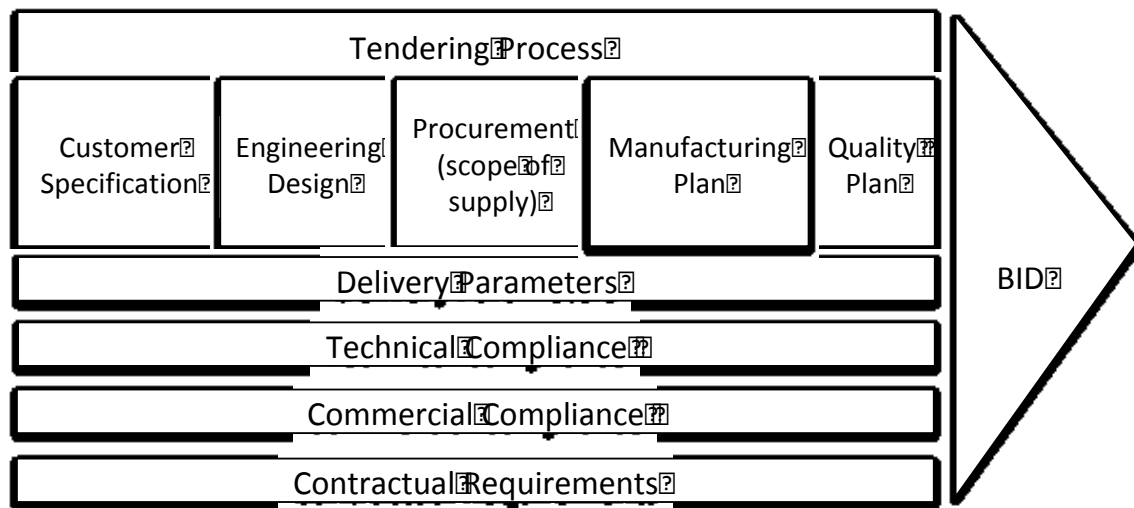 Tendering Process
Customer
Specification
Engineering
Design
Procurement
(scope of
supply)
Manufacturing
Plan
Quality
Plan
Delivery Parameters
Technical Compliance
Commercial Compliance
Contractual Requirements
BID